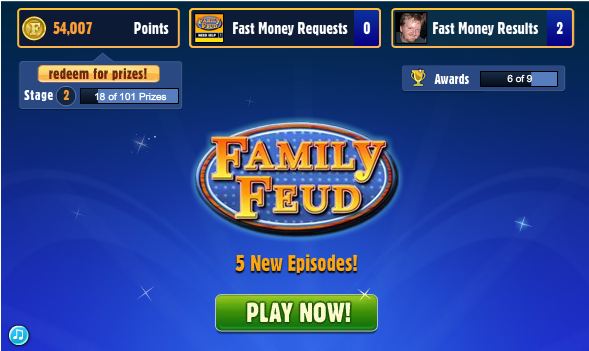 54,007 Points
Fast Money Requests 0
Fast Money Results 2
redeem for prizes!
Stage 2 18 of 101 Prizes
Awards 6 of 9
FAMILY
FEUD
5 New Episodes!
PLAY NOW!